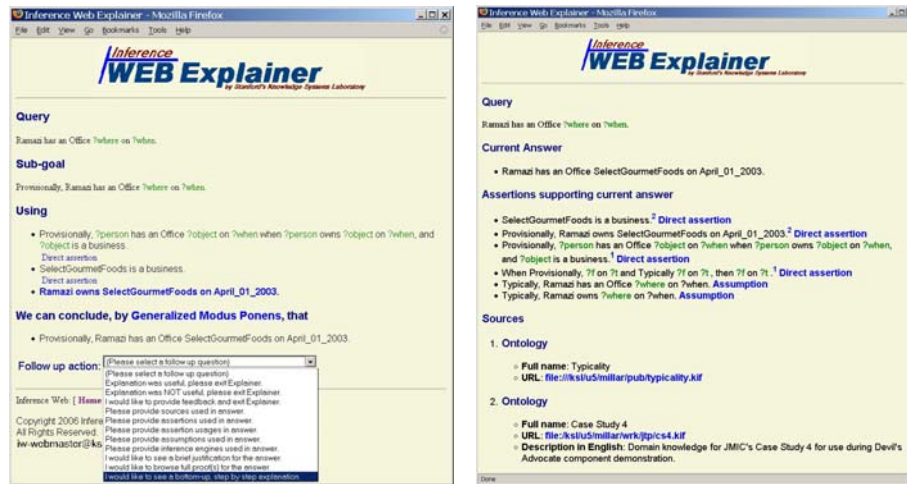 Inference Web Explainer - Mozilla Firefox
File Edit View Go Bookmarks Tools Help
Inference
WEB Explainer
by Stanford's Knowledge Systems Laboratory
Query
Ramazi has an Office ?where on ?when.
Sub-goal
Provisionally, Ramazi has an Office ?where on ?when.
Using
• Provisionally, ?person has an Office ?object on ?when when ?person owns ?object on ?when, and
?object is a business.
Direct assertion
• SelectGourmetFoods is a business.
Direct assertion
• Ramazi owns SelectGourmetFoods on April_01_2003.
We can conclude, by Generalized Modus Ponens, that
• Provisionally, Ramazi has an Office SelectGourmetFoods on April_01_2003.
Follow up action: (Please select a follow up question)
(Please select a follow up question)
Explanation was useful, please exit Explainer.
Explanation was NOT useful, please exit Explainer.
I would like to provide feedback and exit Explainer.
Please provide sources used in answer.
Please provide assertions used in answer.
Please provide assertion usages in answer.
Please provide assumptions used in answer.
Please provide inference engines used in answer.
I would like to see a brief justification for the answer.
I would like to browse full proof(s) for the answer.
I would like to see a bottom-up, step by step explanation.
Inference Web: [ Home
Copyright 2006 Infere
All Rights Reserved.
iw-webmaster@ks
Inference Web Explainer - Mozilla Firefox
File Edit View Go Bookmarks Tools Help
Inference
WEB Explainer
by Stanford's Knowledge Systems Laboratory
Query
Ramazi has an Office ?where on ?when.
Current Answer
• Ramazi has an Office SelectGourmetFoods on April_01_2003.
Assertions supporting current answer
• SelectGourmetFoods is a business.2 Direct assertion
• Provisionally, Ramazi owns SelectGourmetFoods on April_01_2003.2 Direct assertion
• Provisionally, ?person has an Office ?object on ?when when ?person owns ?object on ?when,
and ?object is a business.1 Direct assertion
• When Provisionally, ?f on ?t and Typically ?f on ?t , then ?f on ?t .1 Direct assertion
• Typically, Ramazi has an Office ?where on ?when. Assumption
• Typically, Ramazi owns ?where on ?when. Assumption
Sources
1. Ontology
Full name: Typicality
URL: file:///ksl/u5/millar/pub/typicality.kif
2. Ontology
Full name: Case Study 4
URL: file:/ksl/u5/millar/wrk/jtp/cs4.kif
Description in English: Domain knowledge for JMIC's Case Study 4 for use during Devil's
Advocate component demonstration.
Done